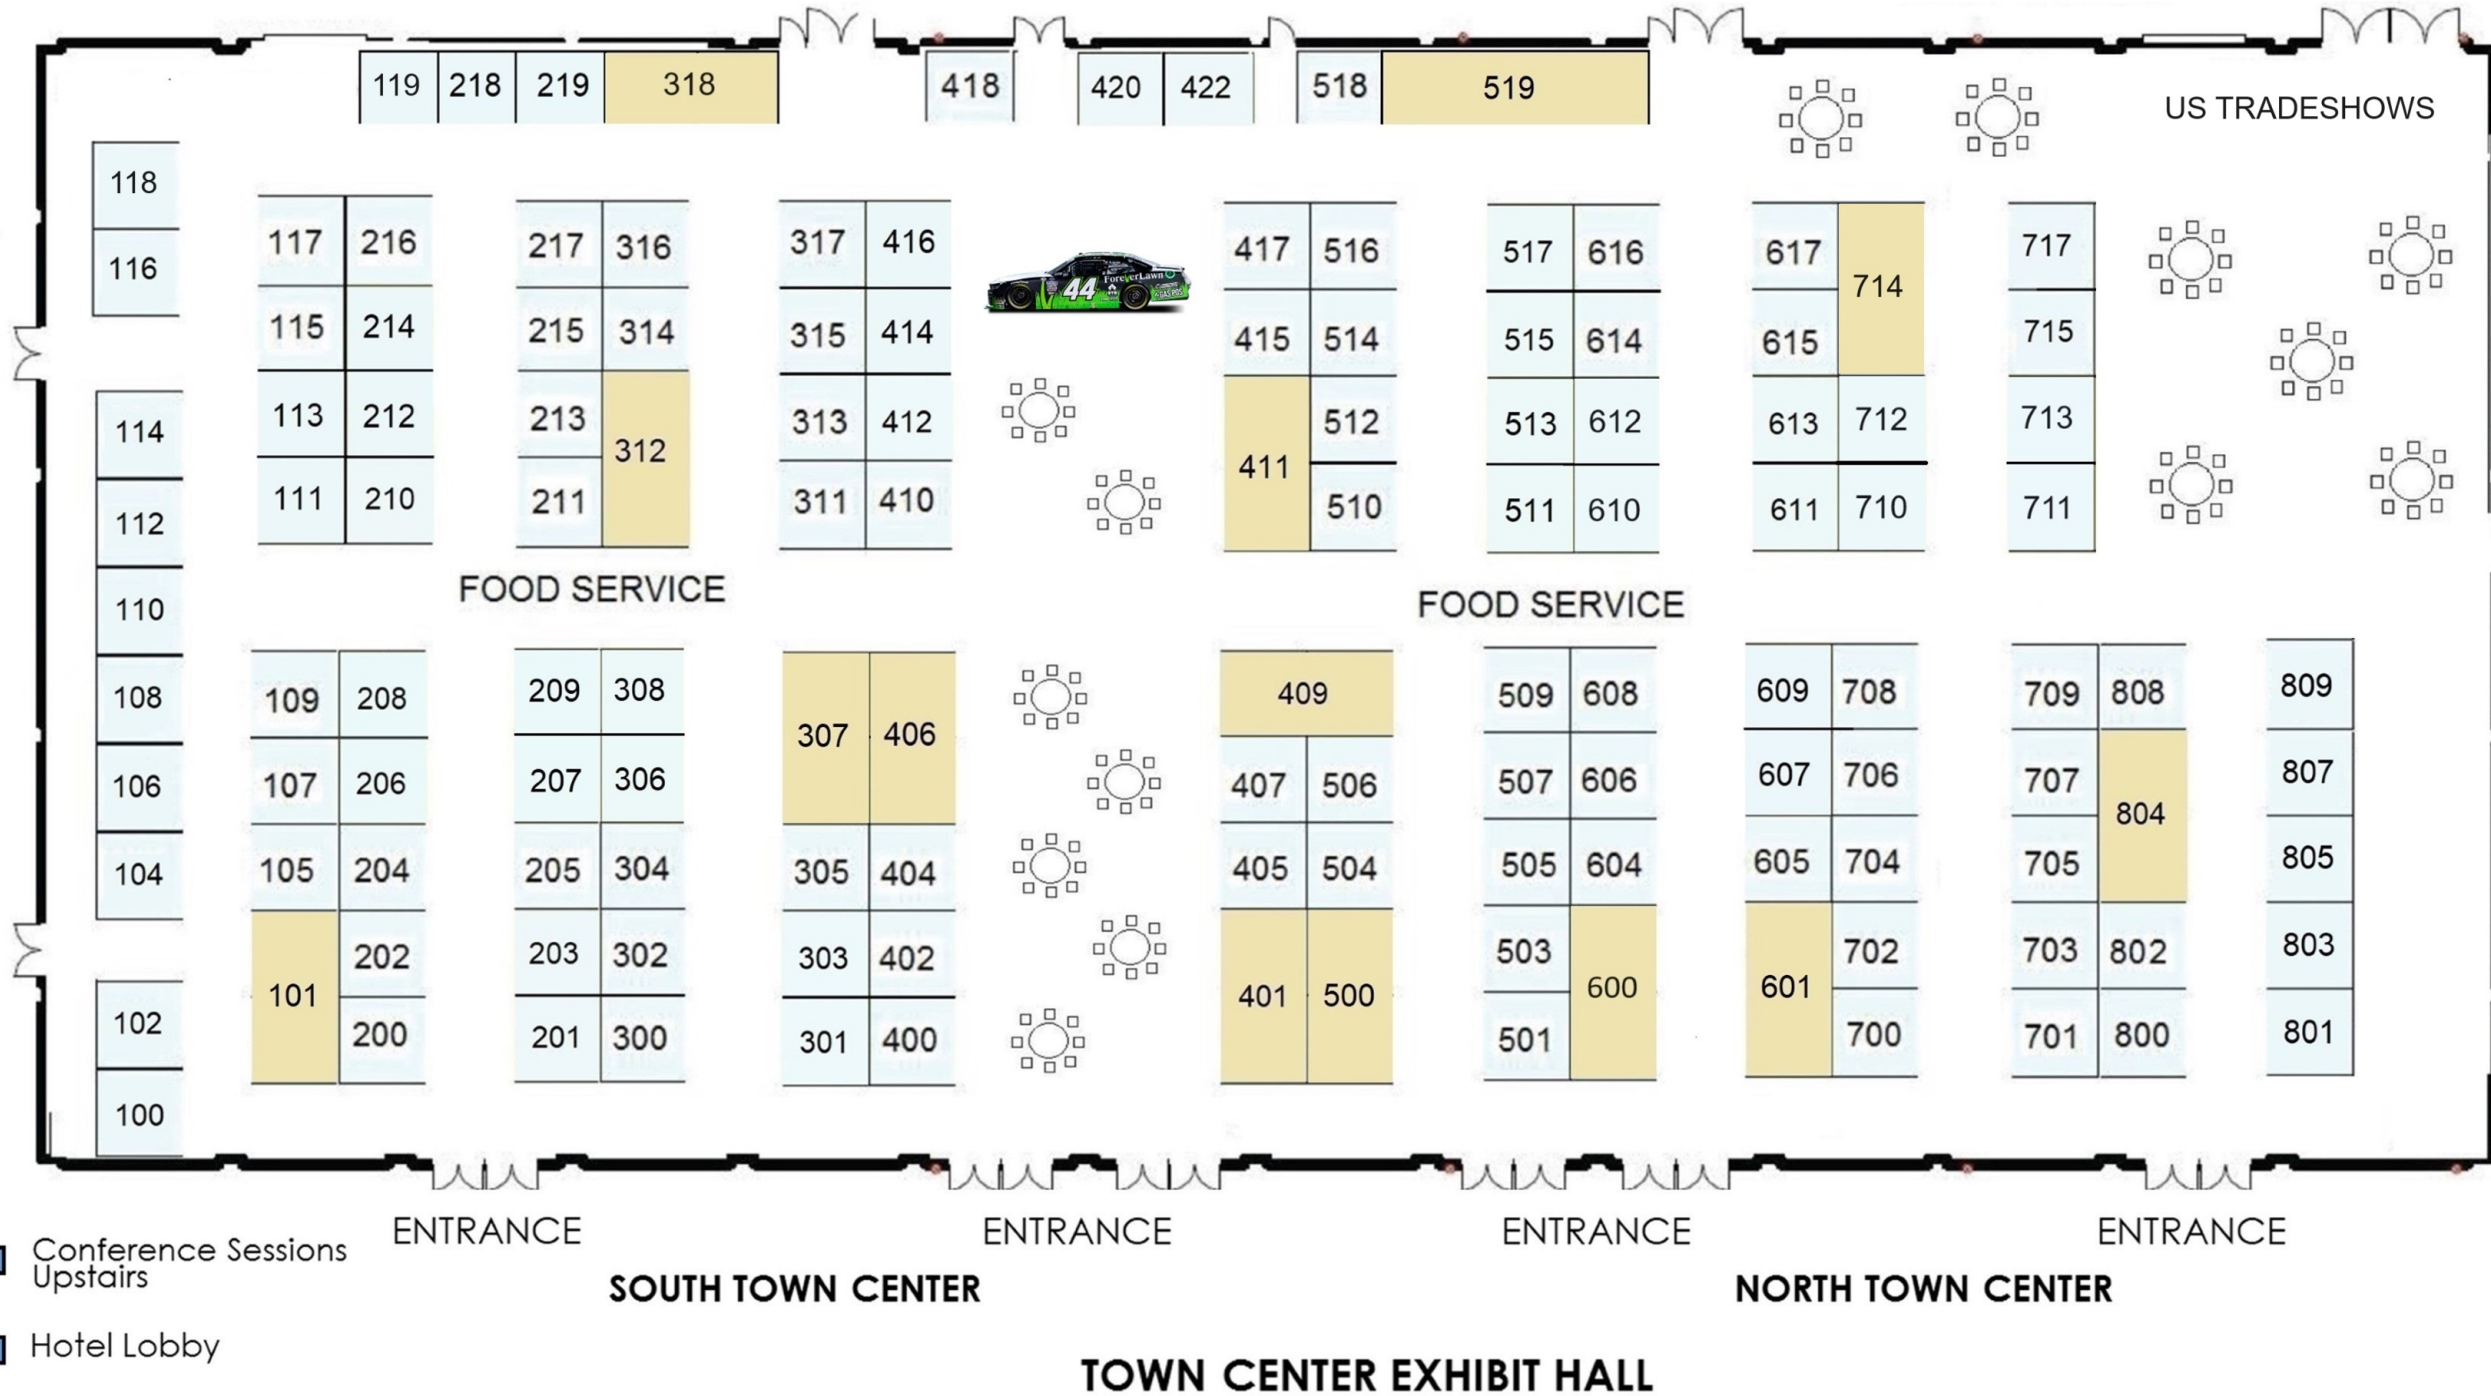 119 218 219 318 418 420 422 518 519
US TRADESHOWS
118
116
117 216 217 316 317 416 417 516 517 616 617 714 717
ForeverLawn
44
115 214 215 314 315 414 415 514 515 614 615 715
113 212 213 312 313 412 411 512 513 612 613 712 713
114
111 210 211 311 410 510 511 610 611 710 711
112
110
FOOD SERVICE
FOOD SERVICE
108
109 208 209 308 307 406 409 509 608 609 708 709 808 809
106
107 206 207 306 407 506 507 606 607 706 707 804 807
104
105 204 205 304 305 404 405 504 505 604 605 704 705 805
101 202 203 302 303 402 401 500 503 600 601 702 703 802 803
102
200 201 300 301 400 501 700 701 800 801
100
ENTRANCE ENTRANCE ENTRANCE ENTRANCE
Conference Sessions
Upstairs
SOUTH TOWN CENTER
NORTH TOWN CENTER
Hotel Lobby
TOWN CENTER EXHIBIT HALL